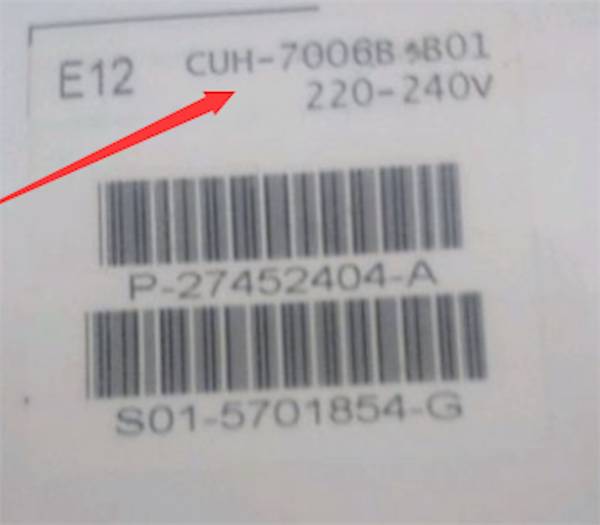 E12 CUH-7006B B01
220-240V
P-27452404-A
S01-5701854-G